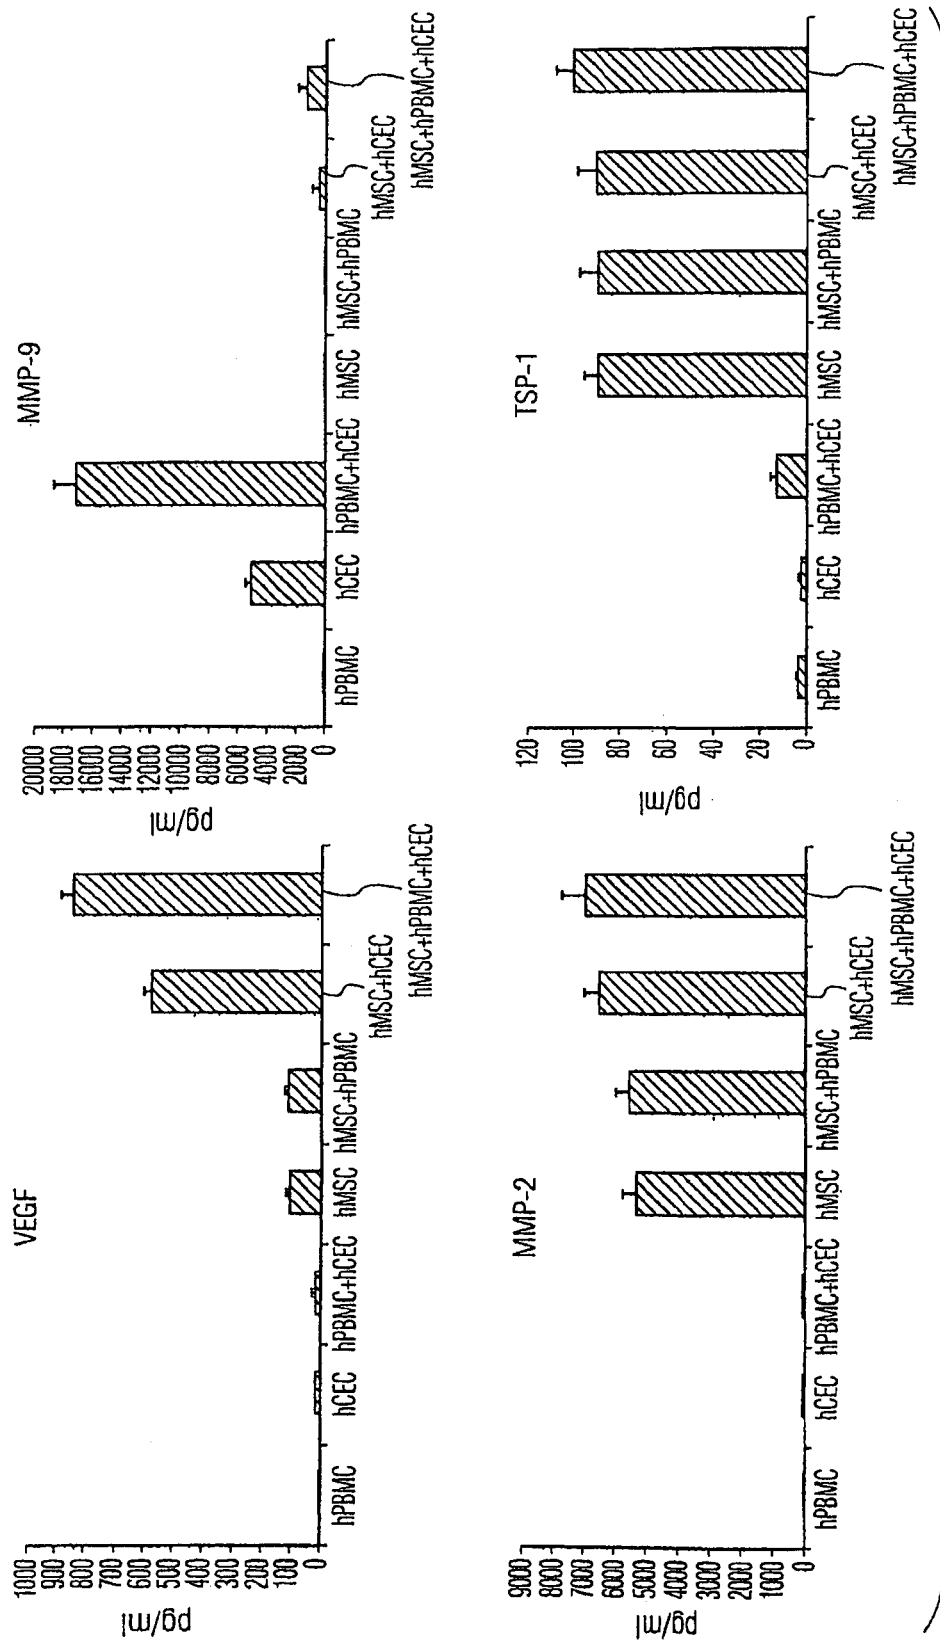 VEGF
pg/ml
1000
900
800
700
600
500
400
300
200
100
0
hPBMC
hCEC
hPBMC+hCEC
hMSC
hMSC+hPBMC
hMSC+hCEC
hMSC+hPBMC+hCEC
MMP-9
pg/ml
20000
18000
16000
14000
12000
10000
8000
6000
4000
2000
0
hPBMC
hCEC
hPBMC+hCEC
hMSC
hMSC+hPBMC
hMSC+hCEC
hMSC+hPBMC+hCEC
MMP-2
pg/ml
9000
8000
7000
6000
5000
4000
3000
2000
1000
0
hPBMC
hCEC
hPBMC+hCEC
hMSC
hMSC+hPBMC
hMSC+hCEC
hMSC+hPBMC+hCEC
TSP-1
pg/ml
120
100
80
60
40
20
0
hPBMC
hCEC
hPBMC+hCEC
hMSC
hMSC+hPBMC
hMSC+hCEC
hMSC+hPBMC+hCEC